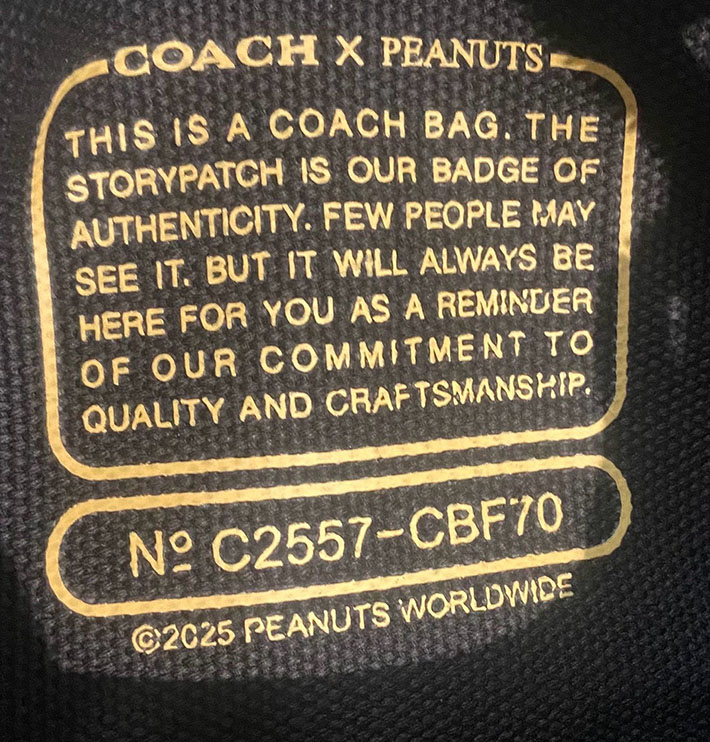 COACH X PEANUTS
THIS IS A COACH BAG. THE
STORYPATCH IS OUR BADGE OF
AUTHENTICITY. FEW PEOPLE MAY
SEE IT. BUT IT WILL ALWAYS BE
HERE FOR YOU AS A REMINDER
OF OUR COMMITMENT TO
QUALITY AND CRAFTSMANSHIP.
Nº C2557-CBF70
©2025 PEANUTS WORLDWIDE